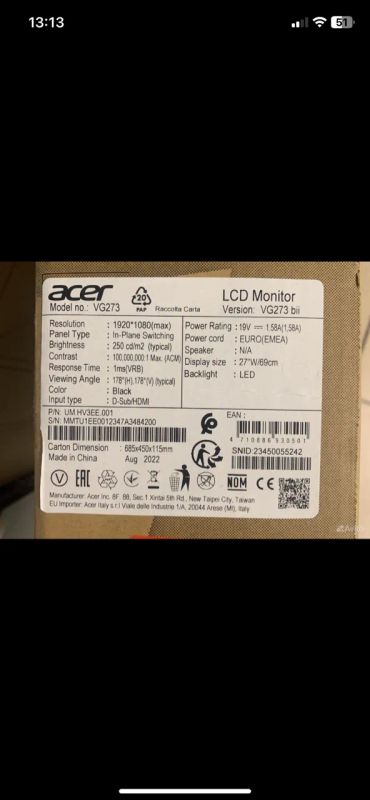 13:13
51
acer
20
PAP
Raccolta Carta
LCD Monitor
Model no.: VG273
Version: VG273 bii
Resolution : 1920*1080(max)
Panel Type : In-Plane Switching
Brightness : 250 cd/m2 (typical)
Contrast : 100,000,000:1 Max. (ACM)
Response Time : 1ms(VRB)
Viewing Angle : 178°(H),178°(V) (typical)
Color : Black
Input type : D-Sub/HDMI
Power Rating : 19V 1.58A(1,58A)
Power cord : EURO(EMEA)
Speaker : N/A
Display size : 27"W/69cm
Backlight : LED
P/N: UM.HV3EE.001
S/N: MMTU1EE0012347A3484200
EAN :
4 710886 930501
SNID:23450055242
Carton Dimension : 685x450x115mm
Made in China Aug 2022
EAC
NOM
CE
Manufacturer: Acer Inc. 8F, 88, Sec.1 Xintai 5th Rd., New Taipei City, Taiwan
EU Importer: Acer Italy s.r.l Viale delle Industrie 1/A, 20044 Arese (MI), Italy
Avito